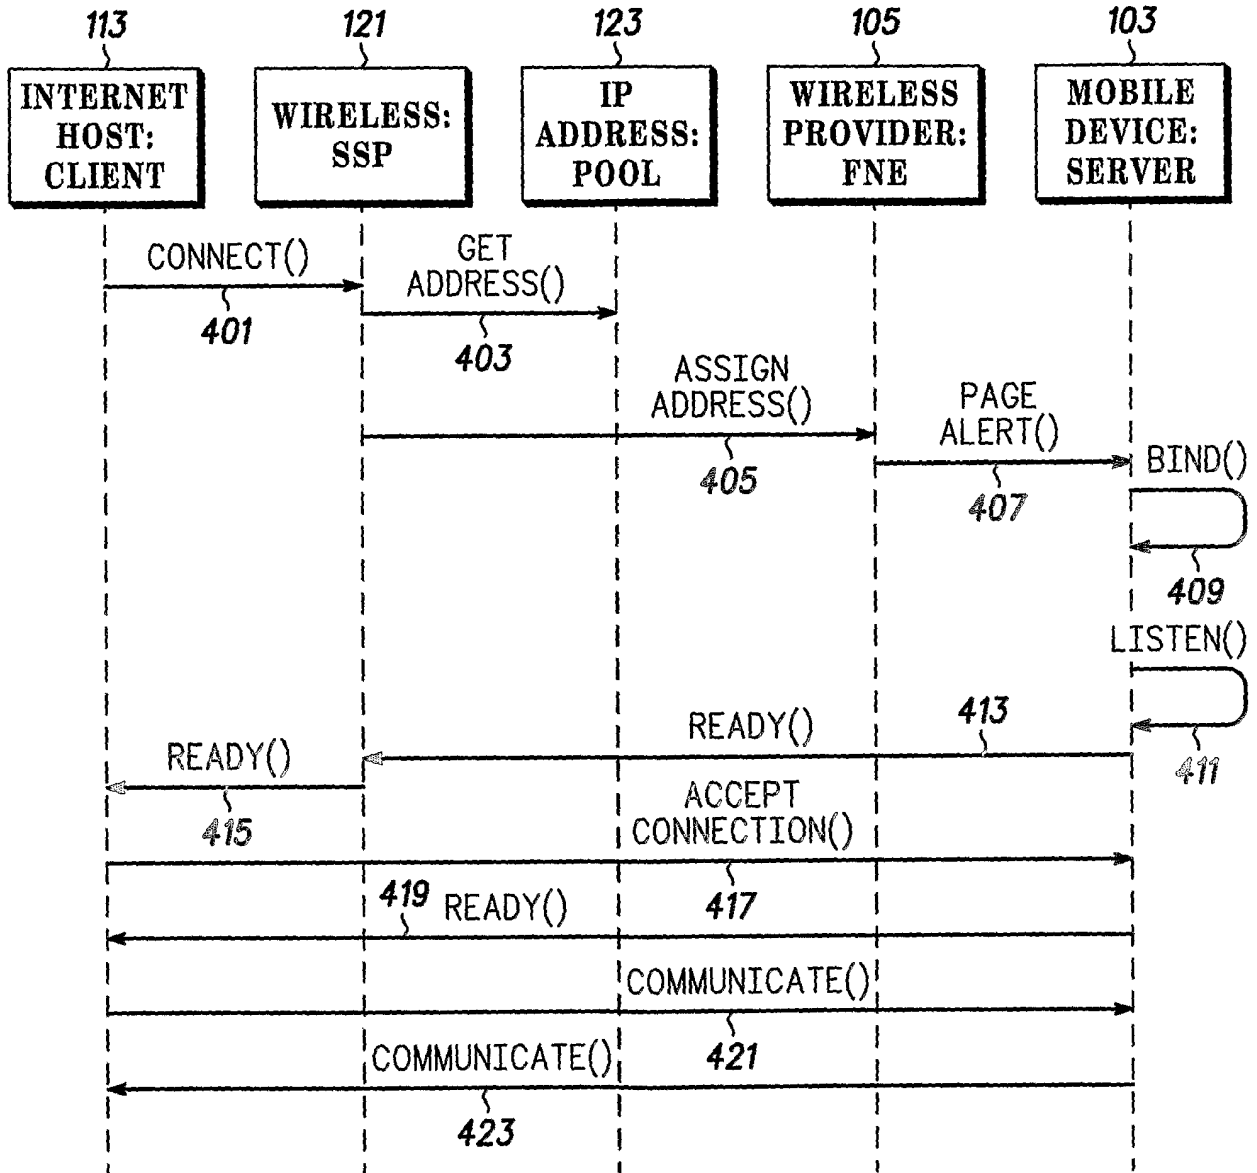 113
121
123
105
103
INTERNET
HOST:
CLIENT
WIRELESS:
SSP
IP
ADDRESS:
POOL
WIRELESS
PROVIDER:
FNE
MOBILE
DEVICE:
SERVER
CONNECT()
401
GET
ADDRESS()
403
ASSIGN
ADDRESS()
405
PAGE
ALERT()
407
BIND()
409
LISTEN()
411
READY()
413
READY()
415
ACCEPT
CONNECTION()
417
419
READY()
COMMUNICATE()
421
COMMUNICATE()
423